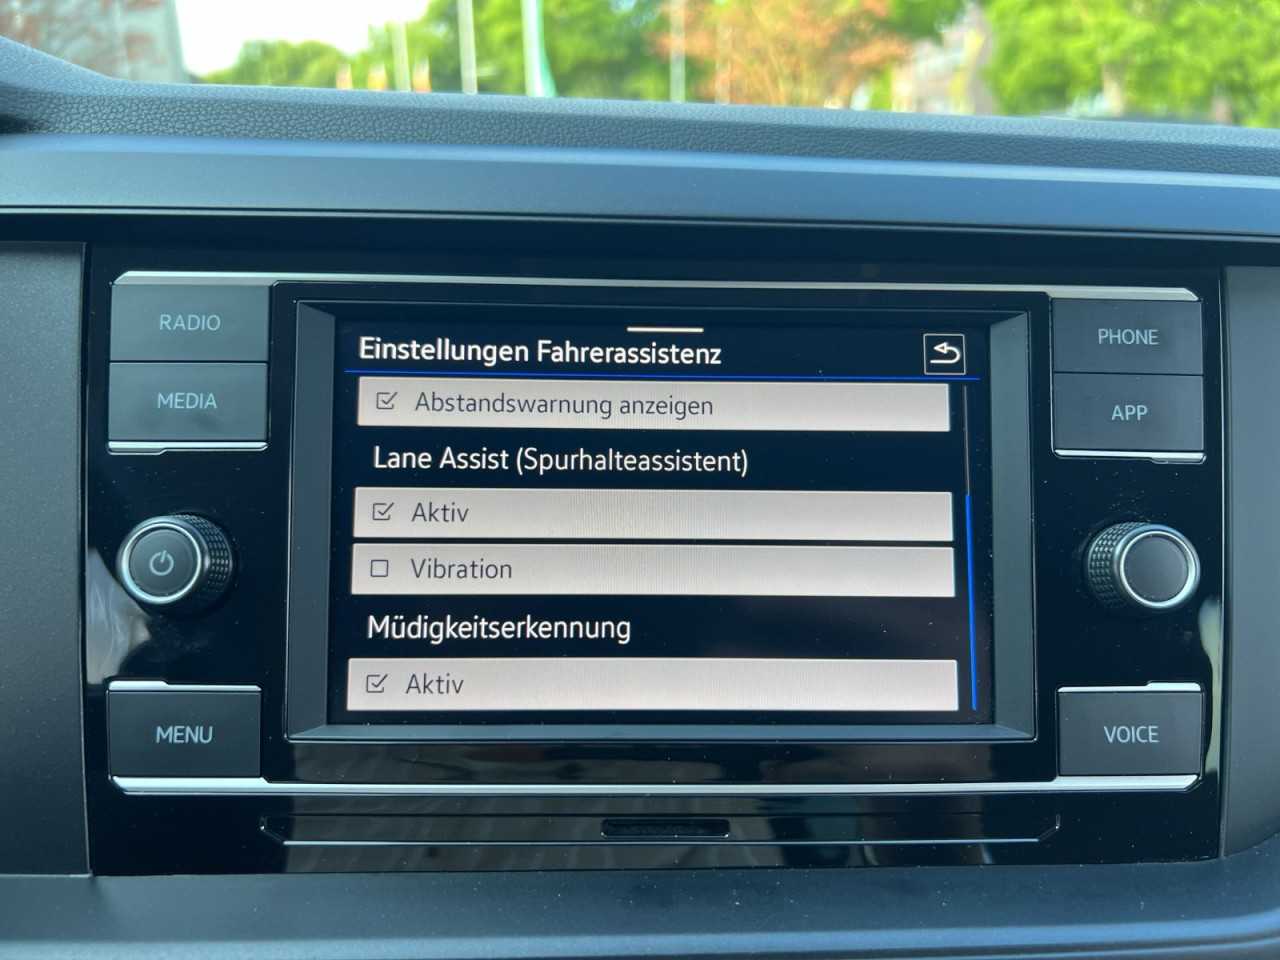 RADIO
MEDIA
MENU
Einstellungen Fahrerassistenz
Abstandswarnung anzeigen
Lane Assist (Spurhalteassistent)
Aktiv
Vibration
Müdigkeitserkennung
Aktiv
PHONE
APP
VOICE